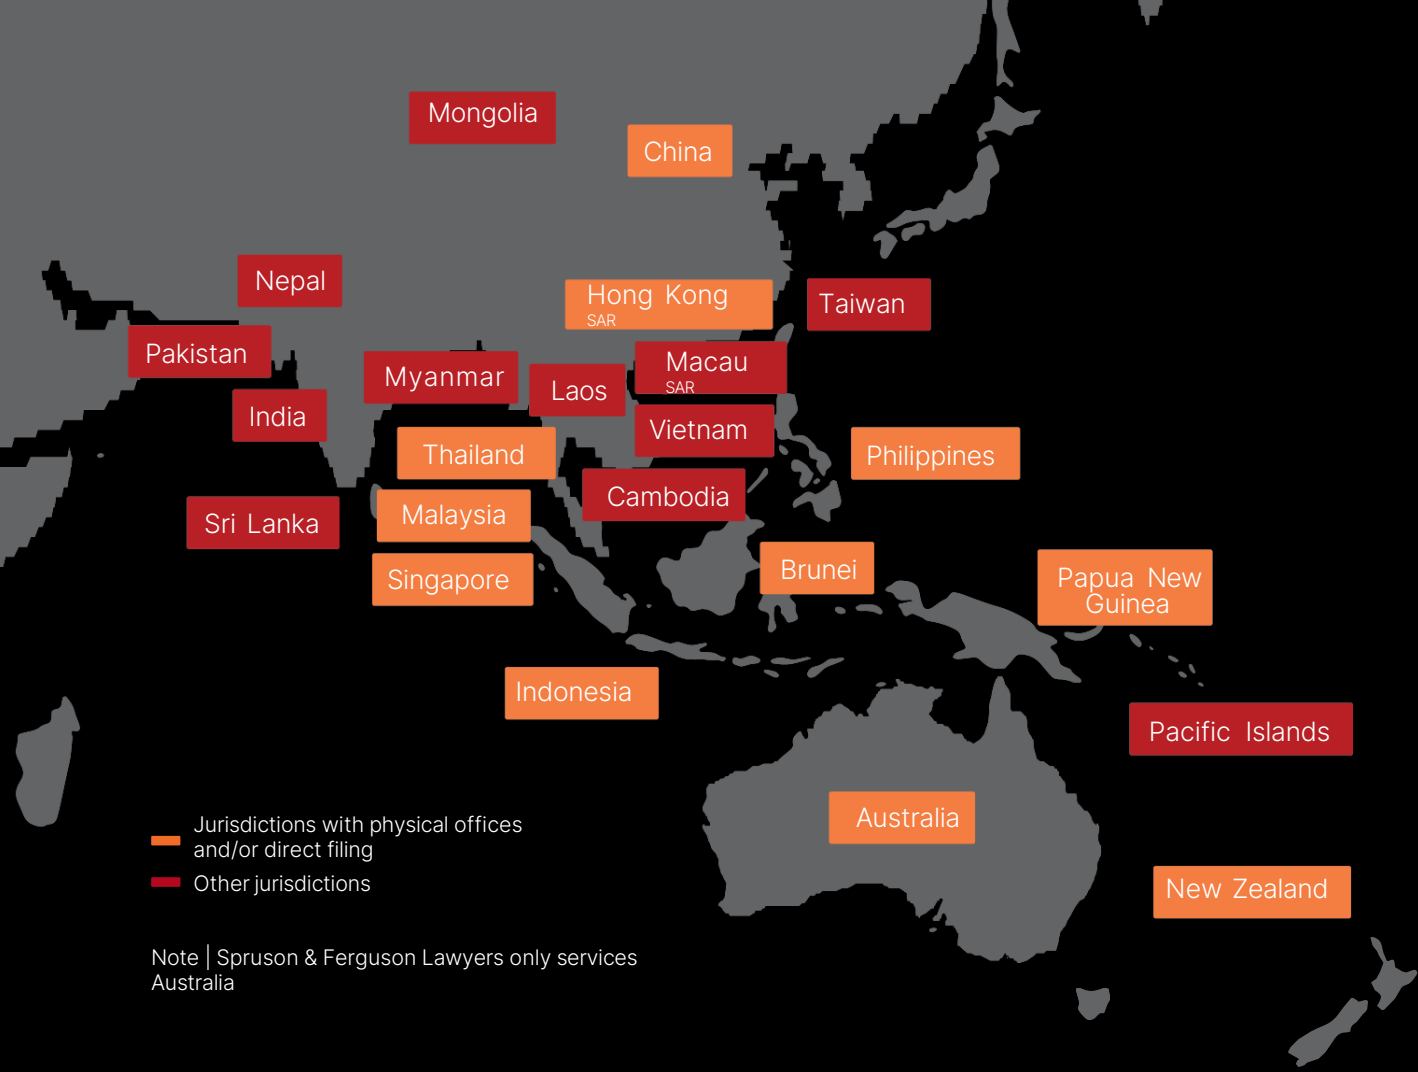 Mongolia
China
Nepal
Hong Kong
SAR
Taiwan
Pakistan
Myanmar
Laos
Macau
SAR
India
Vietnam
Thailand
Philippines
Cambodia
Sri Lanka
Malaysia
Singapore
Brunei
Papua New
Guinea
Indonesia
Pacific Islands
Australia
New Zealand
Jurisdictions with physical offices
and/or direct filing
Other jurisdictions
Note | Spruson & Ferguson Lawyers only services
Australia